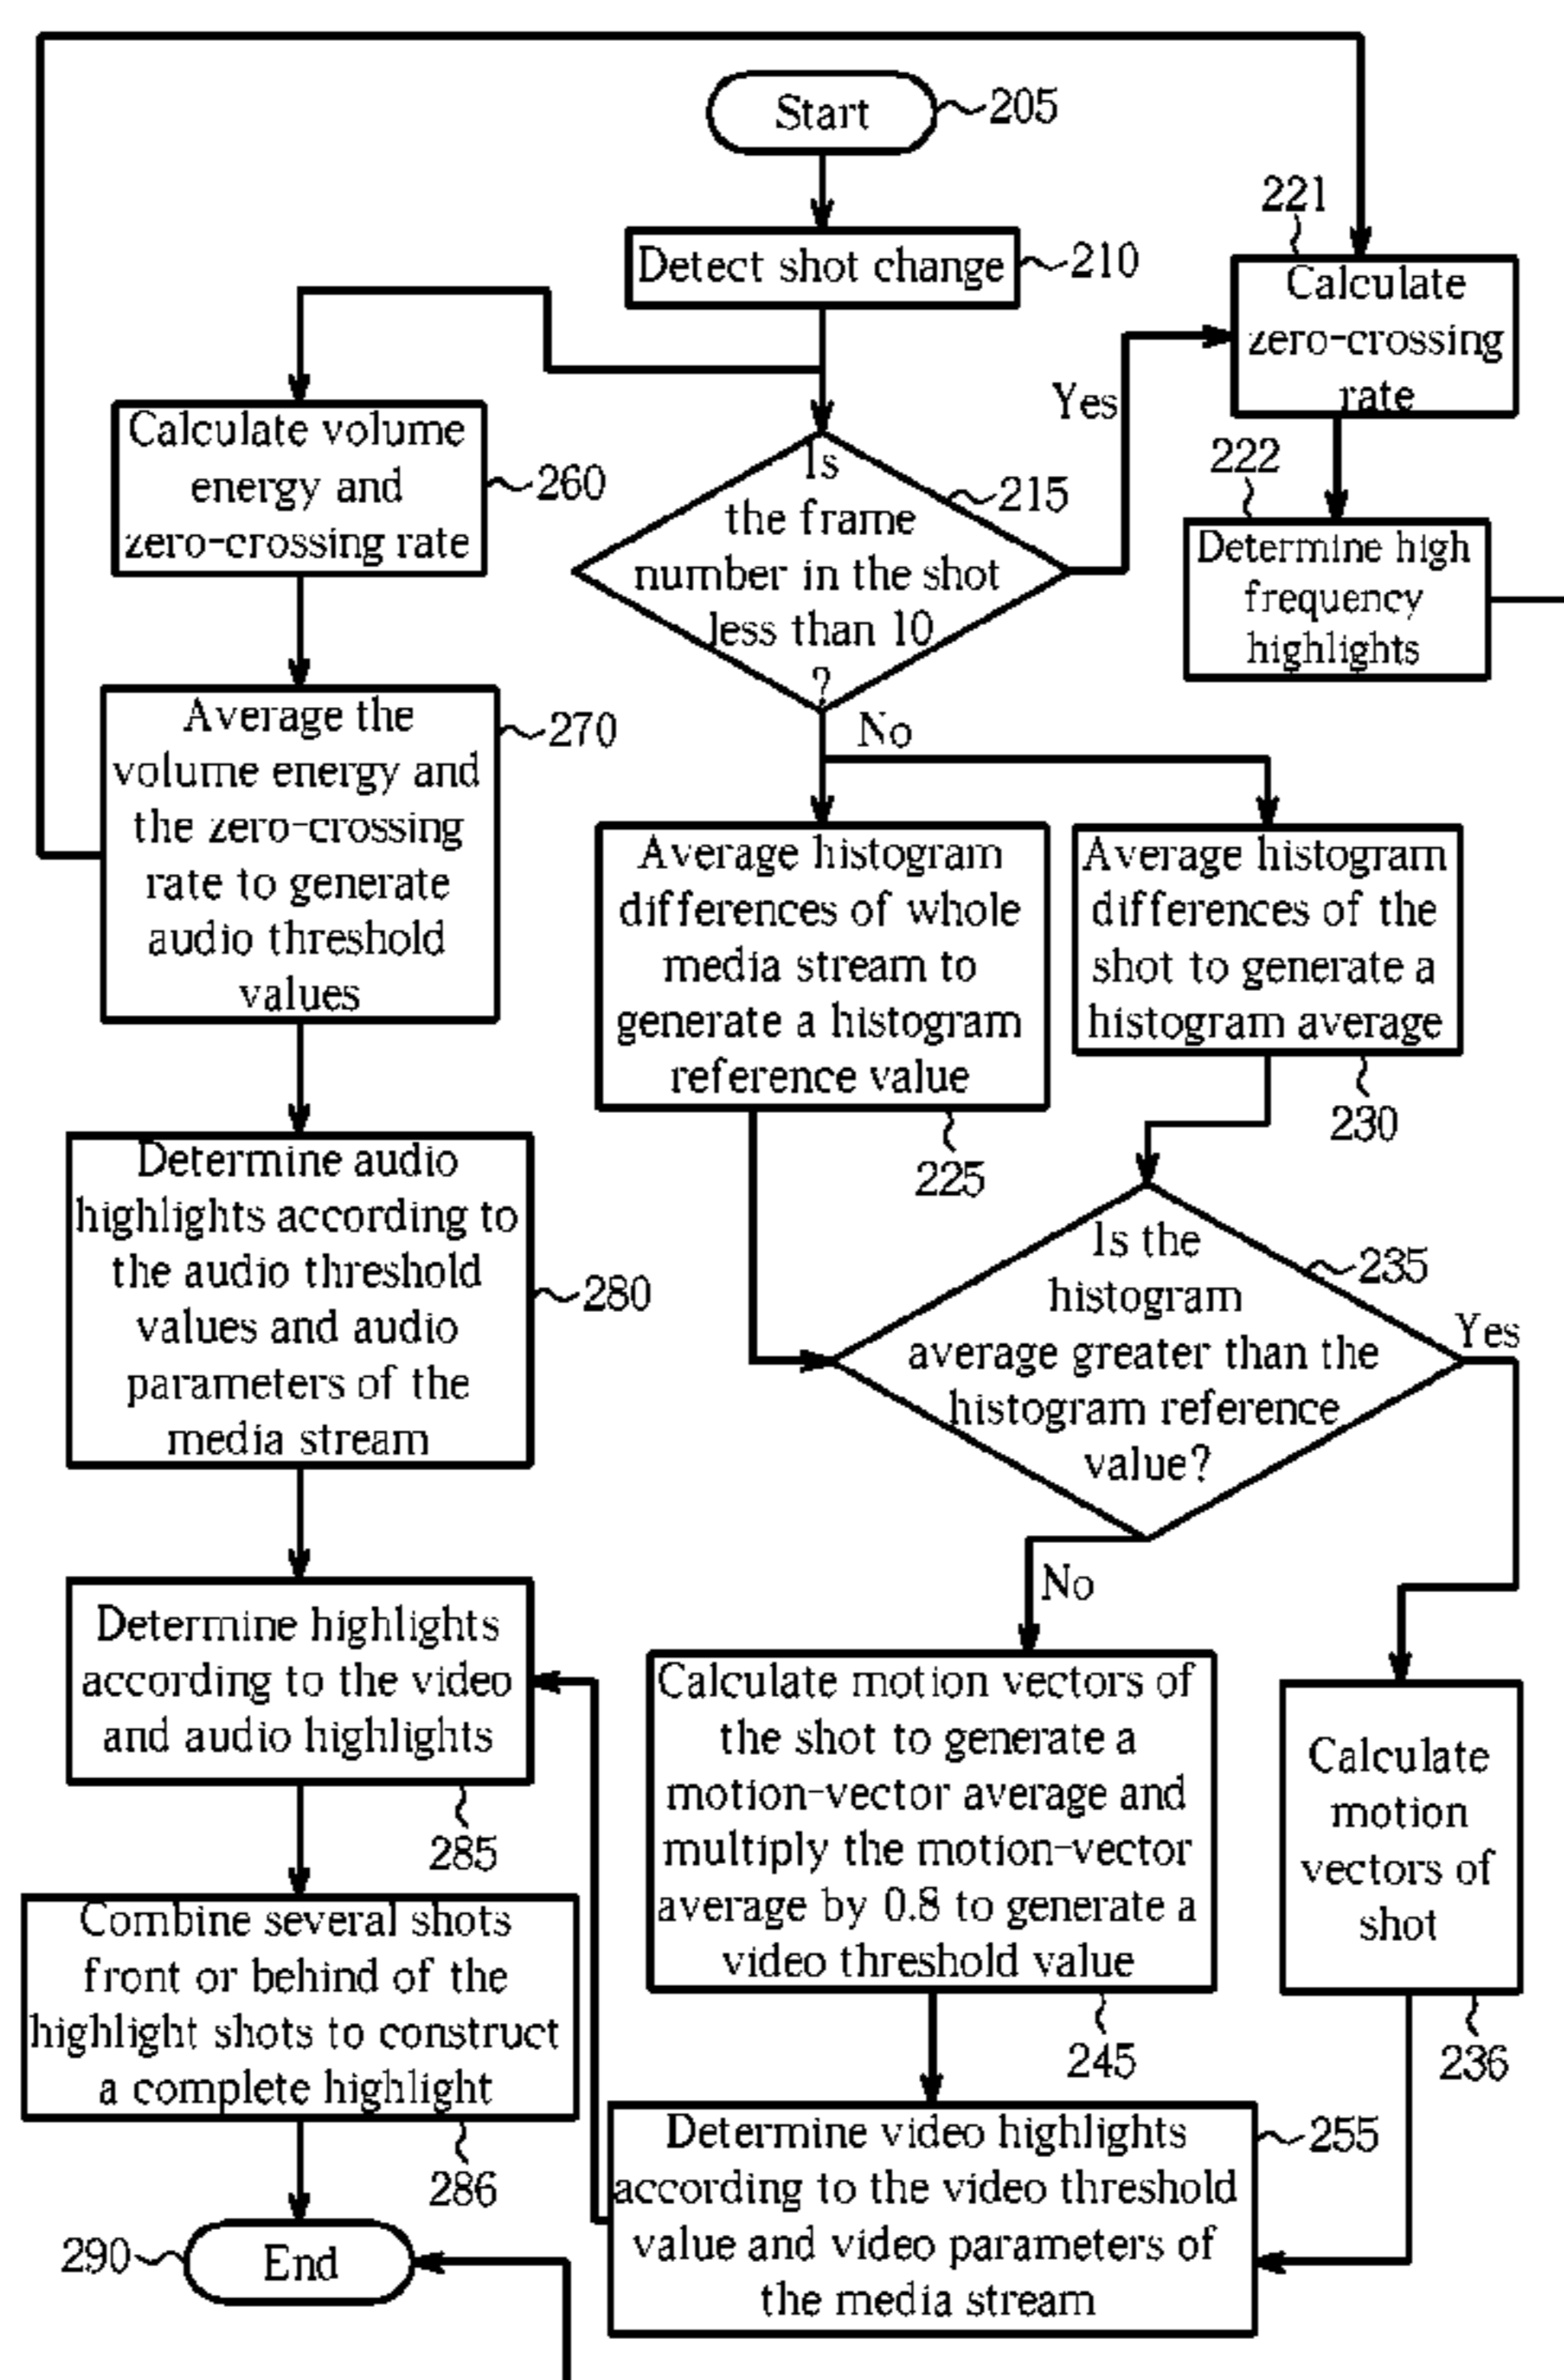 Start
205
Detect shot change
210
221
Calculate
zero-crossing
rate
Yes
222
Determine high
frequency
highlights
Calculate volume
energy and
zero-crossing rate
260
Is
the frame
number in the shot
less than 10
?
215
No
Average the
volume energy and
the zero-crossing
rate to generate
audio threshold
values
270
Average histogram
differences of whole
media stream to
generate a histogram
reference value
225
Average histogram
differences of the
shot to generate a
histogram average
230
Determine audio
highlights according to
the audio threshold
values and audio
parameters of the
media stream
280
Is the
histogram
average greater than the
histogram reference
value?
235
Yes
No
Determine highlights
according to the video
and audio highlights
285
Calculate motion vectors of
the shot to generate a
motion-vector average and
multiply the motion-vector
average by 0.8 to generate a
video threshold value
245
Calculate
motion
vectors of
shot
236
Combine several shots
front or behind of the
highlight shots to construct
a complete highlight
286
Determine video highlights
according to the video threshold
value and video parameters of
the media stream
255
290
End